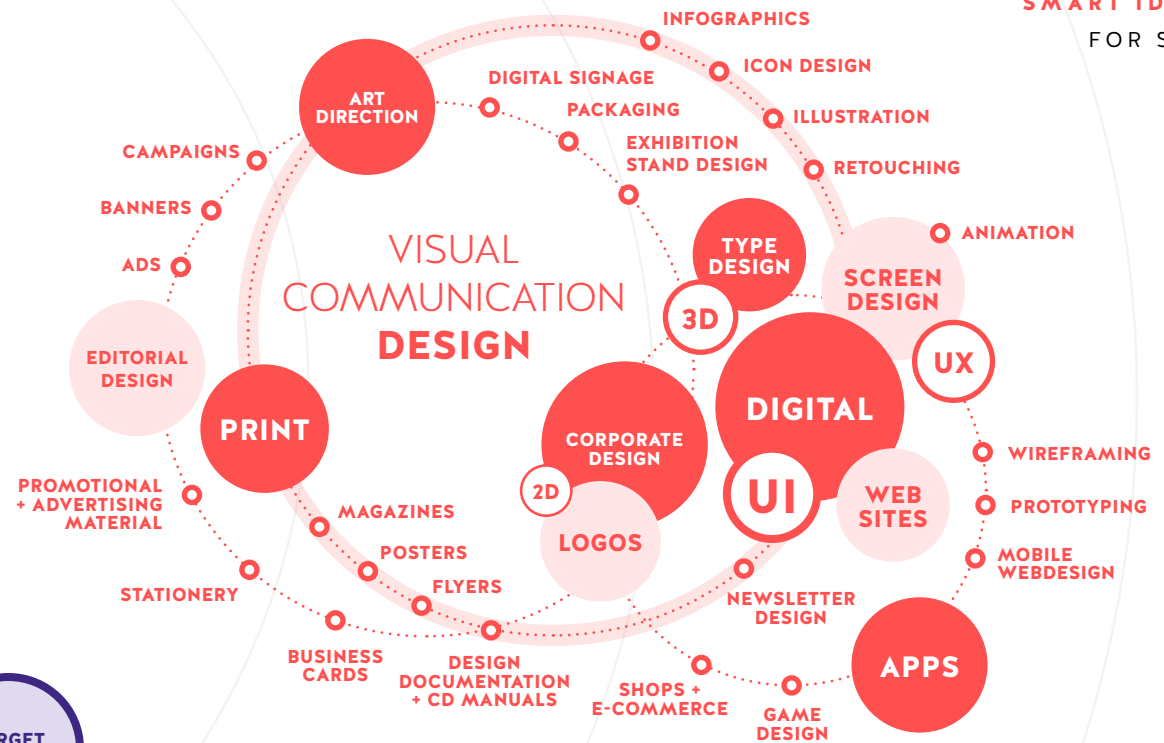 SMART ID
FOR S
INFOGRAPHICS
ICON DESIGN
DIGITAL SIGNAGE
ART
DIRECTION
PACKAGING
ILLUSTRATION
EXHIBITION
STAND DESIGN
CAMPAIGNS
RETOUCHING
BANNERS
ANIMATION
TYPE
DESIGN
ADS
VISUAL
COMMUNICATION
DESIGN
SCREEN
DESIGN
3D
UX
EDITORIAL
DESIGN
PRINT
DIGITAL
CORPORATE
DESIGN
WIREFRAMING
2D
UI
WEB
SITES
PROMOTIONAL
+ ADVERTISING
MATERIAL
MAGAZINES
PROTOTYPING
LOGOS
POSTERS
MOBILE
WEBDESIGN
FLYERS
STATIONERY
NEWSLETTER
DESIGN
BUSINESS
CARDS
DESIGN
DOCUMENTATION
+ CD MANUALS
APPS
SHOPS +
E-COMMERCE
GAME
DESIGN
RGET